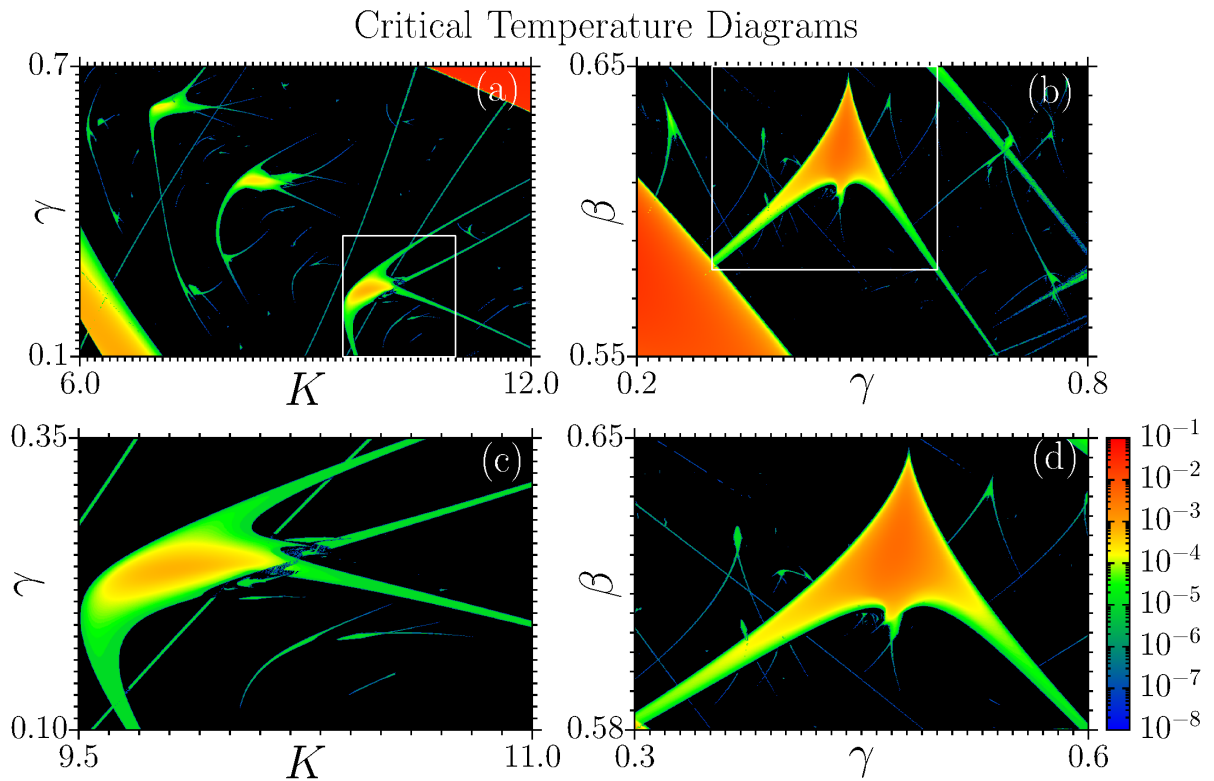 Critical Temperature Diagrams
0.7
γ
0.1
6.0
K
12.0
(a)
0.65
β
0.55
0.2
γ
0.8
(b)
0.35
γ
0.10
9.5
K
11.0
(c)
0.65
β
0.58
0.3
γ
0.6
(d)
10⁻¹
10⁻²
10⁻³
10⁻⁴
10⁻⁵
10⁻⁶
10⁻⁷
10⁻⁸